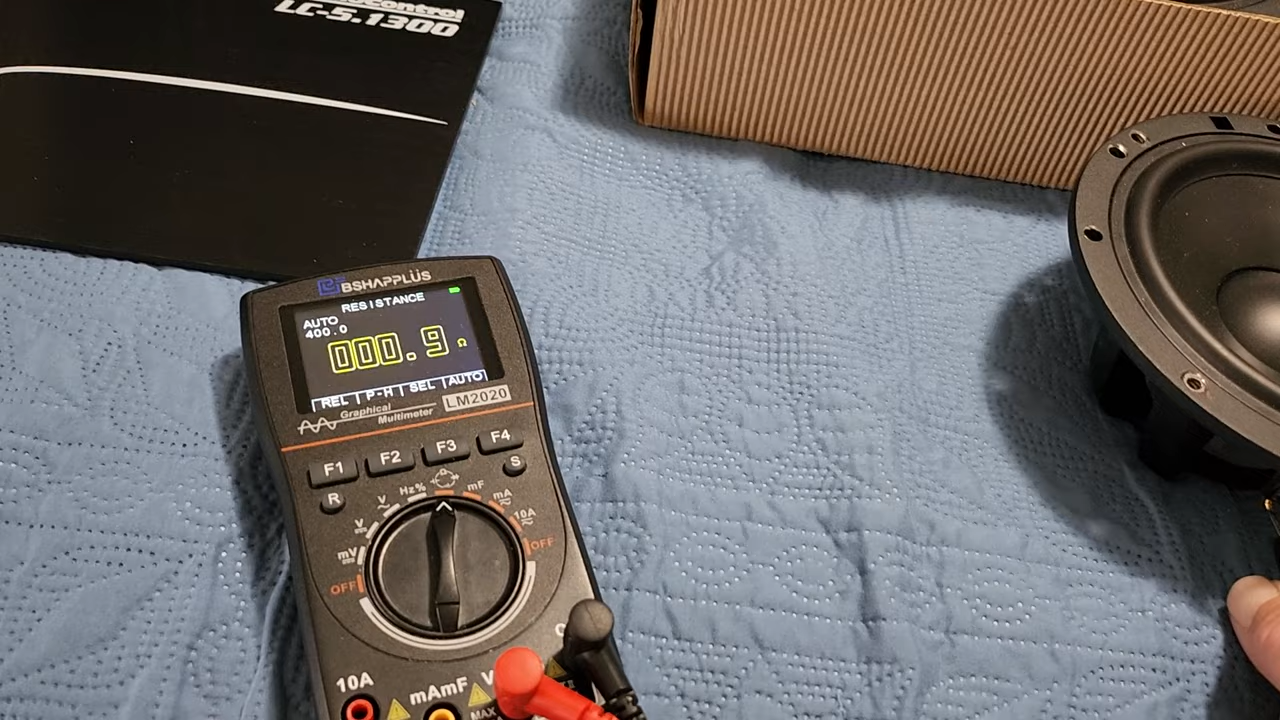 LC-5.1300
BSHAPPLUS
RESISTANCE
AUTO
400.0
000.9 Ω
REL P-H SEL AUTO
Graphical
Multimeter
LM2020
F1 F2 F3 F4
R S
Hz% mF
V mA
V 10A
mV OFF
OFF
10A
mAmF V
MAX